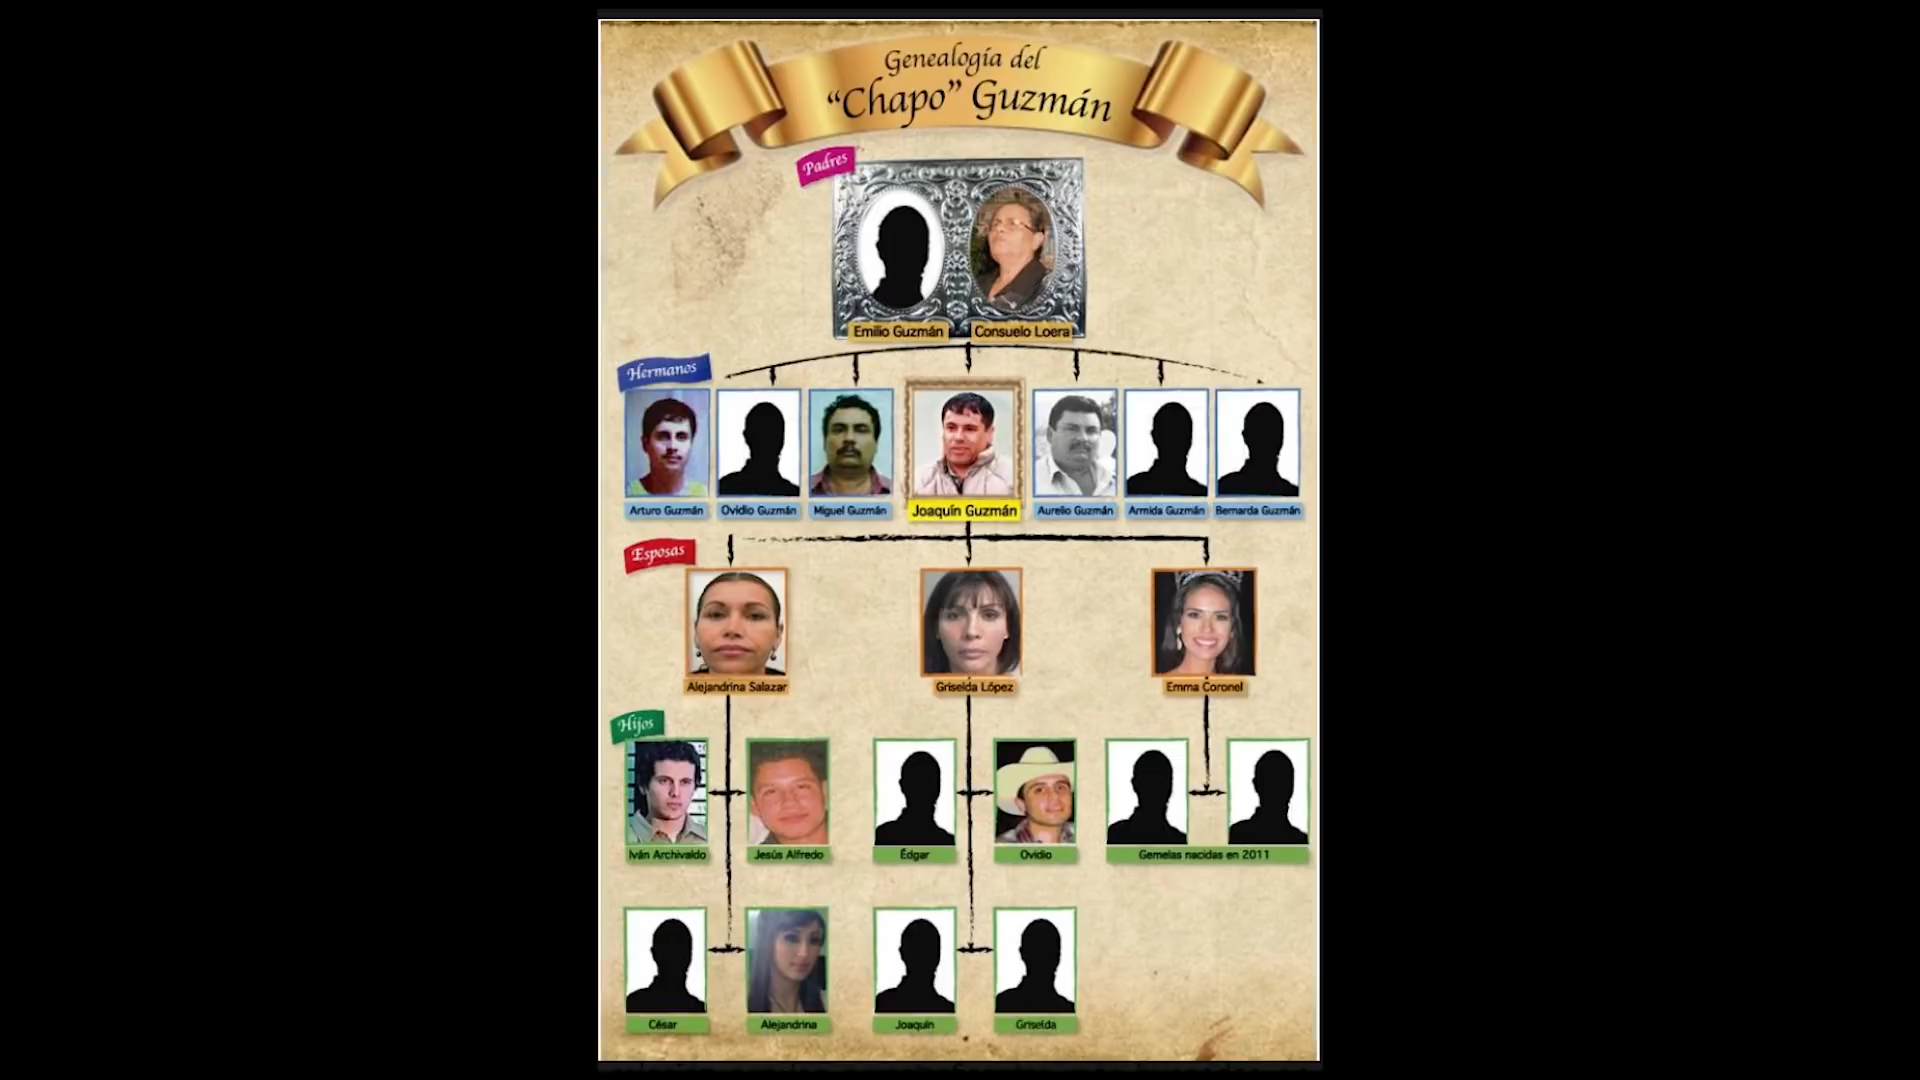 Genealogía del
“Chapo” Guzmán
Padres
Emilio Guzmán
Consuelo Loera
Hermanos
Arturo Guzmán
Ovidio Guzmán
Miguel Guzmán
Joaquín Guzmán
Aurelio Guzmán
Armida Guzmán
Bernarda Guzmán
Esposas
Alejandrina Salazar
Griselda López
Emma Coronel
Hijos
Iván Archivaldo
Jesús Alfredo
Édgar
Ovidio
Gemelas nacidas en 2011
César
Alejandrina
Joaquín
Griselda